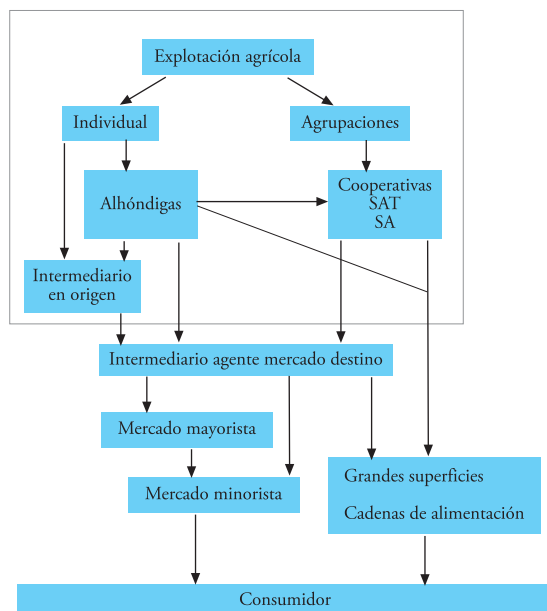 Explotación agrícola
Individual
Agrupaciones
Alhóndigas
Cooperativas
SAT
SA
Intermediario
en origen
Intermediario agente mercado destino
Mercado mayorista
Mercado minorista
Grandes superficies
Cadenas de alimentación
Consumidor